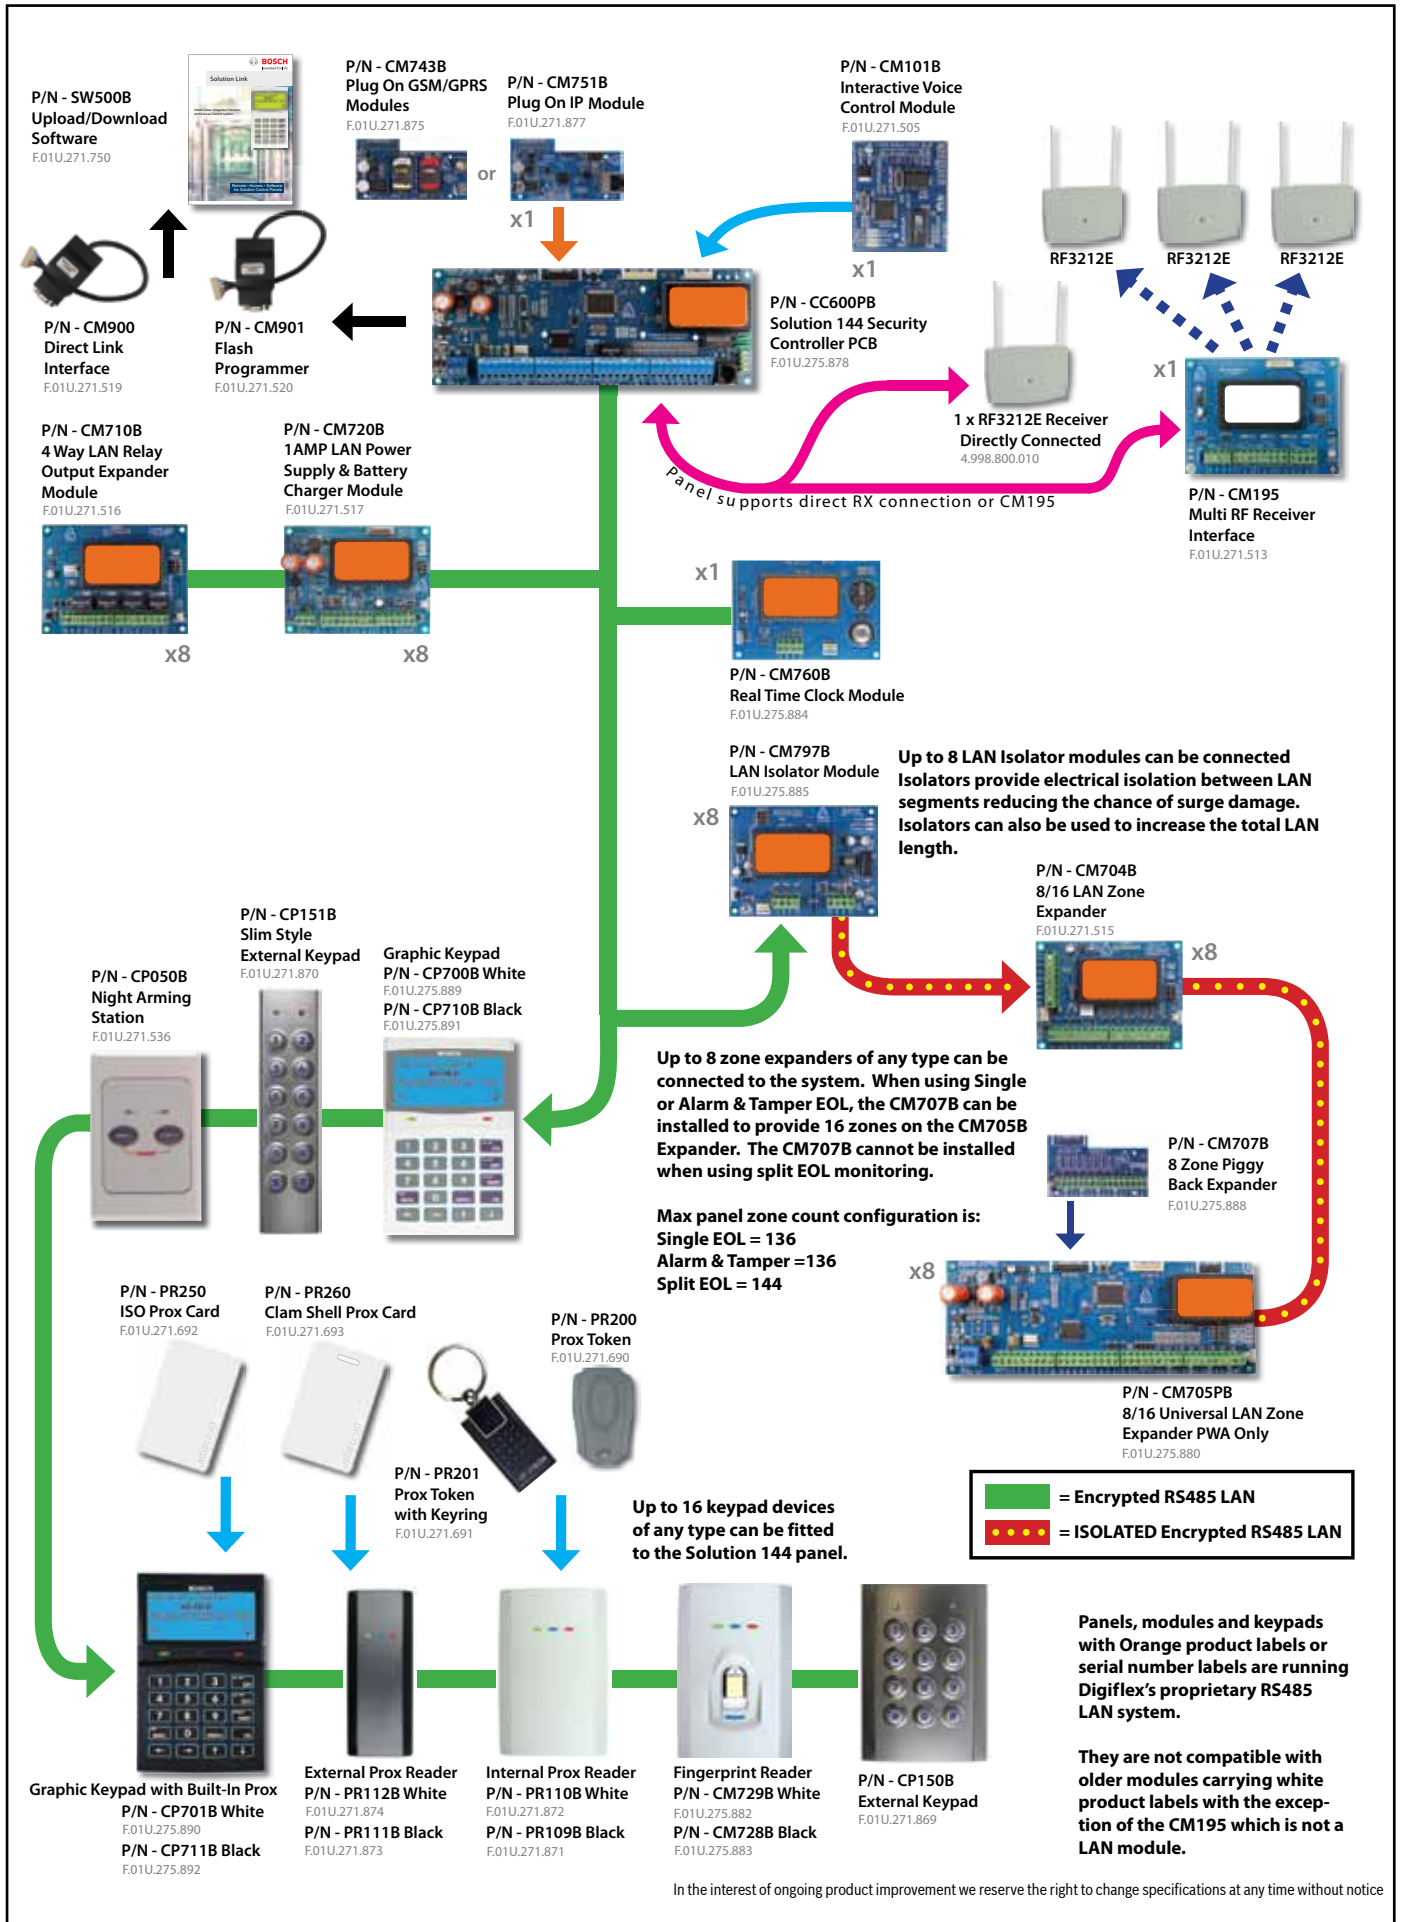 P/N - SW500B
Upload/Download
Software
F.01U.271.750
BOSCH
Solution Link
Remote • Access • Software
for Solution Control Panels
P/N - CM743B
Plug On GSM/GPRS
Modules
F.01U.271.875
or
P/N - CM751B
Plug On IP Module
F.01U.271.877
x1
P/N - CM101B
Interactive Voice
Control Module
F.01U.271.505
x1
RF3212E
RF3212E
RF3212E
P/N - CM900
Direct Link
Interface
F.01U.271.519
P/N - CM901
Flash
Programmer
F.01U.271.520
P/N - CC600PB
Solution 144 Security
Controller PCB
F.01U.275.878
1 x RF3212E Receiver
Directly Connected
4.998.800.010
x1
P/N - CM195
Multi RF Receiver
Interface
F.01U.271.513
Panel supports direct RX connection or CM195
P/N - CM710B
4 Way LAN Relay
Output Expander
Module
F.01U.271.516
x8
P/N - CM720B
1AMP LAN Power
Supply & Battery
Charger Module
F.01U.271.517
x8
x1
P/N - CM760B
Real Time Clock Module
F.01U.275.884
P/N - CM797B
LAN Isolator Module
F.01U.275.885
x8
Up to 8 LAN Isolator modules can be connected
Isolators provide electrical isolation between LAN
segments reducing the chance of surge damage.
Isolators can also be used to increase the total LAN
length.
P/N - CM704B
8/16 LAN Zone
Expander
F.01U.271.515
x8
P/N - CP050B
Night Arming
Station
F.01U.271.536
P/N - CP151B
Slim Style
External Keypad
F.01U.271.870
Graphic Keypad
P/N - CP700B White
F.01U.275.889
P/N - CP710B Black
F.01U.275.891
Up to 8 zone expanders of any type can be
connected to the system. When using Single
or Alarm & Tamper EOL, the CM707B can be
installed to provide 16 zones on the CM705B
Expander. The CM707B cannot be installed
when using split EOL monitoring.
Max panel zone count configuration is:
Single EOL = 136
Alarm & Tamper =136
Split EOL = 144
P/N - CM707B
8 Zone Piggy
Back Expander
F.01U.275.888
x8
P/N - CM705PB
8/16 Universal LAN Zone
Expander PWA Only
F.01U.275.880
P/N - PR250
ISO Prox Card
F.01U.271.692
P/N - PR260
Clam Shell Prox Card
F.01U.271.693
P/N - PR200
Prox Token
F.01U.271.690
P/N - PR201
Prox Token
with Keyring
F.01U.271.691
= Encrypted RS485 LAN
= ISOLATED Encrypted RS485 LAN
Up to 16 keypad devices
of any type can be fitted
to the Solution 144 panel.
Graphic Keypad with Built-In Prox
P/N - CP701B White
F.01U.275.890
P/N - CP711B Black
F.01U.275.892
External Prox Reader
P/N - PR112B White
F.01U.271.874
P/N - PR111B Black
F.01U.271.873
Internal Prox Reader
P/N - PR110B White
F.01U.271.872
P/N - PR109B Black
F.01U.271.871
Fingerprint Reader
P/N - CM729B White
F.01U.275.882
P/N - CM728B Black
F.01U.275.883
P/N - CP150B
External Keypad
F.01U.271.869
Panels, modules and keypads
with Orange product labels or
serial number labels are running
Digiflex's proprietary RS485
LAN system.
They are not compatible with
older modules carrying white
product labels with the excep-
tion of the CM195 which is not a
LAN module.
In the interest of ongoing product improvement we reserve the right to change specifications at any time without notice